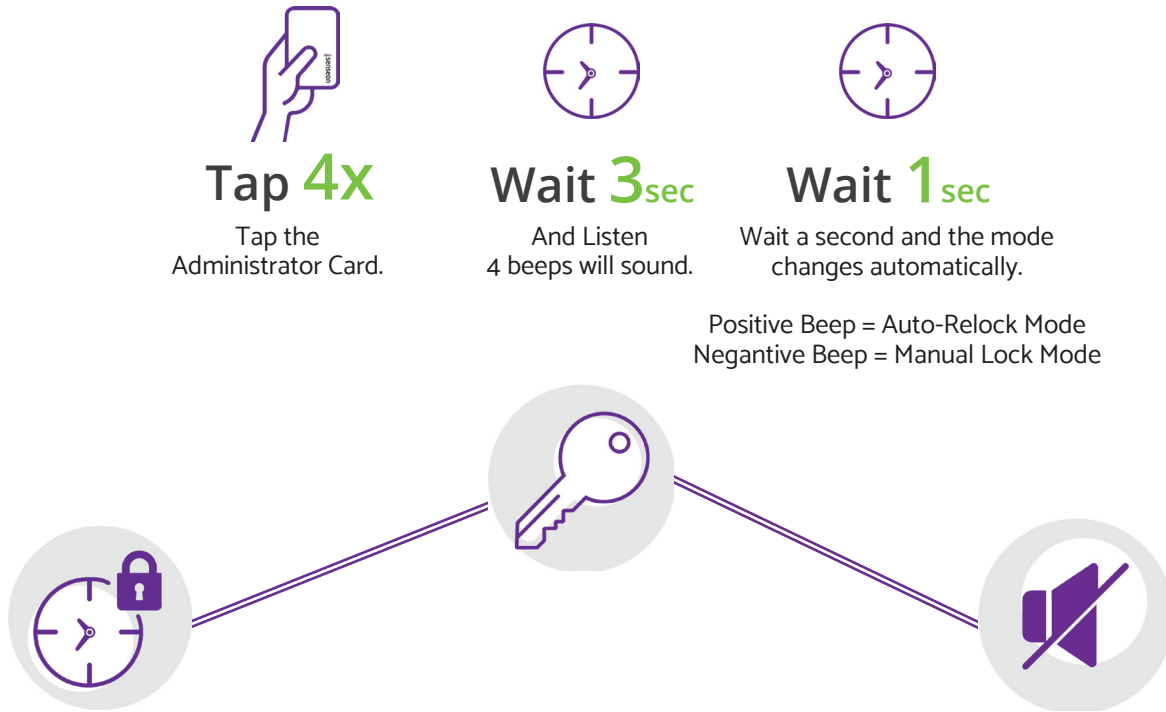 senseon
Tap 4x
Tap the
Administrator Card.
Wait 3sec
And Listen
4 beeps will sound.
Wait 1sec
Wait a second and the mode
changes automatically.
Positive Beep = Auto-Relock Mode
Negantive Beep = Manual Lock Mode